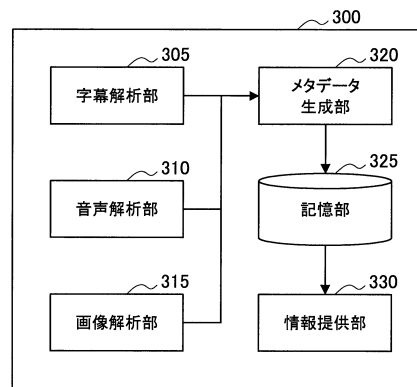 300
305
字幕解析部
320
メタデータ
生成部
310
音声解析部
325
記憶部
315
画像解析部
330
情報提供部